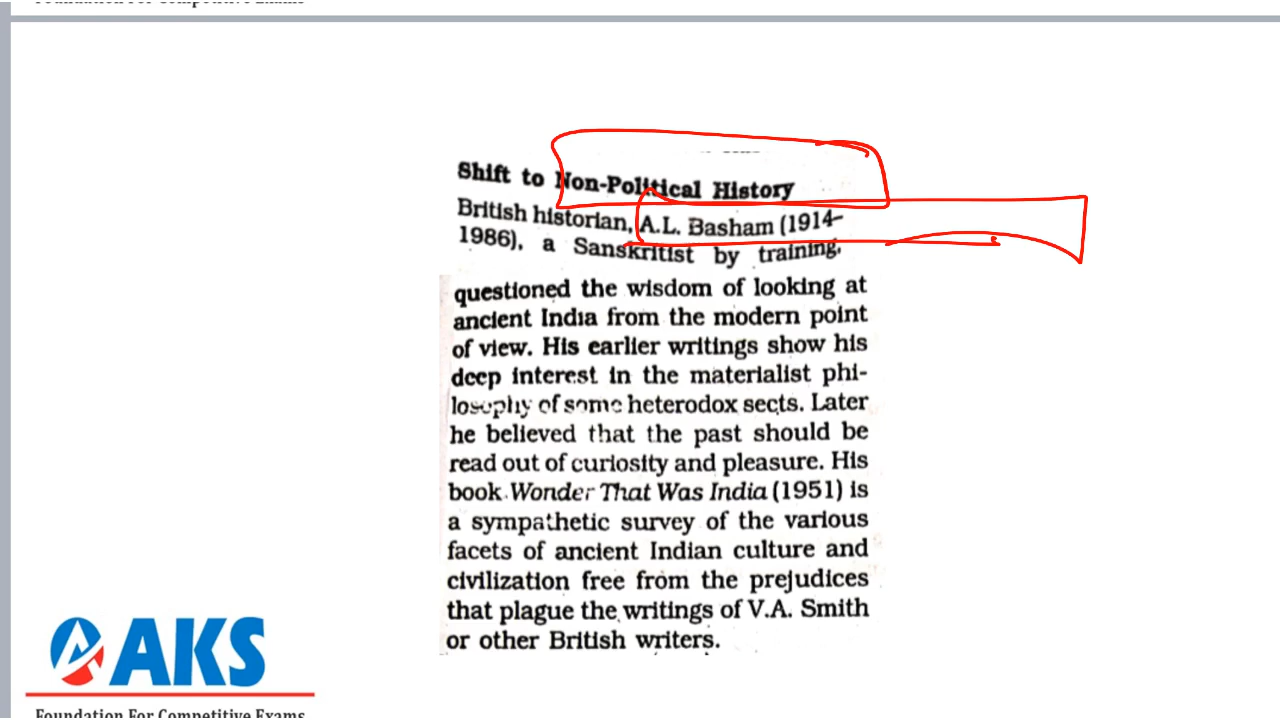 Foundation For Competitive Exams
Shift to Non-Political History
British historian, A.L. Basham (1914–
1986), a Sanskritist by training,
questioned the wisdom of looking at
ancient India from the modern point
of view. His earlier writings show his
deep interest in the materialist phi-
losophy of some heterodox sects. Later
he believed that the past should be
read out of curiosity and pleasure. His
book Wonder That Was India (1951) is
a sympathetic survey of the various
facets of ancient Indian culture and
civilization free from the prejudices
that plague the writings of V.A. Smith
or other British writers.
AKS
Foundation For Competitive Exams